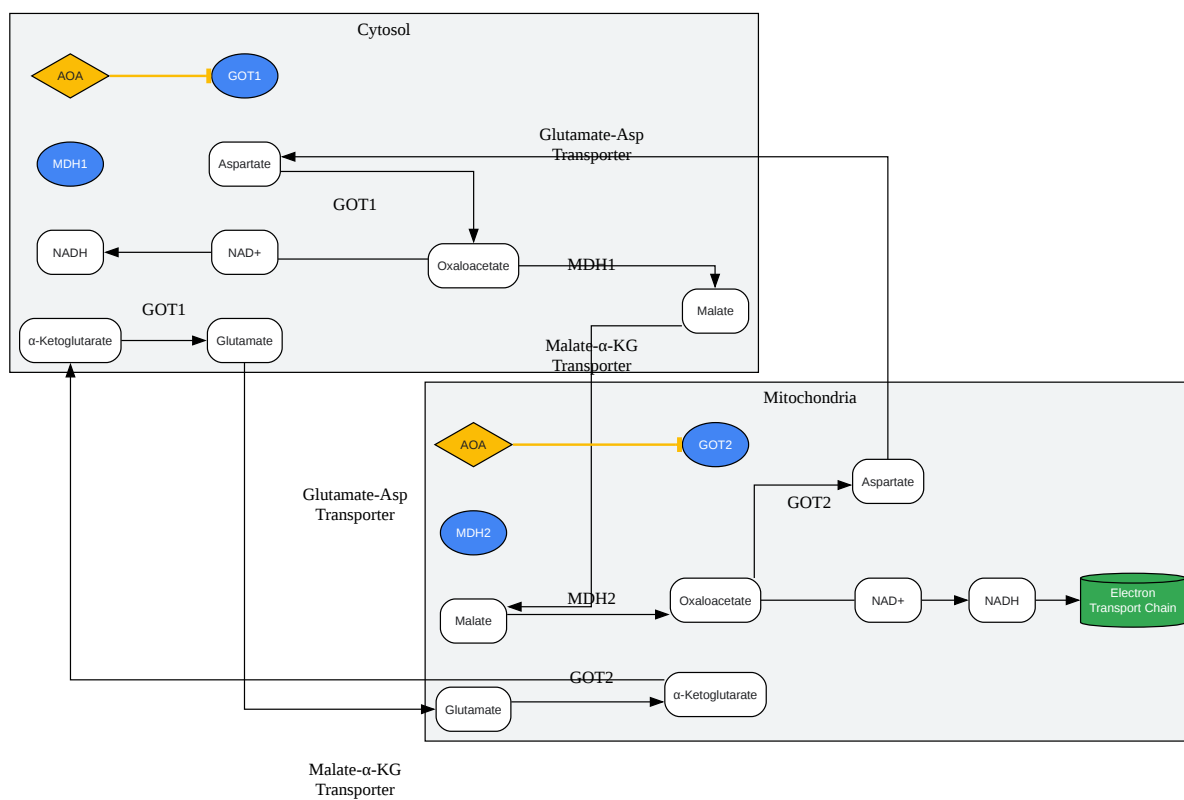 Cytosol
AOA
GOT1
Glutamate-Asp
Transporter
MDH1
Aspartate
GOT1
NADH
NAD+
Oxaloacetate
MDH1
Malate
GOT1
α-Ketoglutarate
Glutamate
Malate-α-KG
Transporter
Mitochondria
AOA
GOT2
Aspartate
GOT2
Glutamate-Asp
Transporter
MDH2
Malate
MDH2
Oxaloacetate
NAD+
NADH
Electron
Transport Chain
GOT2
α-Ketoglutarate
Glutamate
Malate-α-KG
Transporter